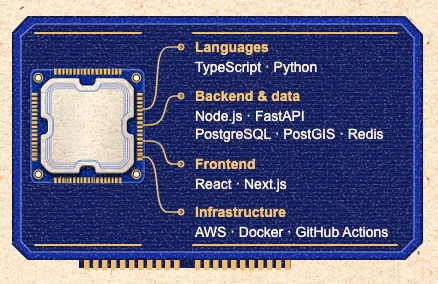 Languages
TypeScript · Python
Backend & data
Node.js · FastAPI
PostgreSQL · PostGIS · Redis
Frontend
React · Next.js
Infrastructure
AWS · Docker · GitHub Actions